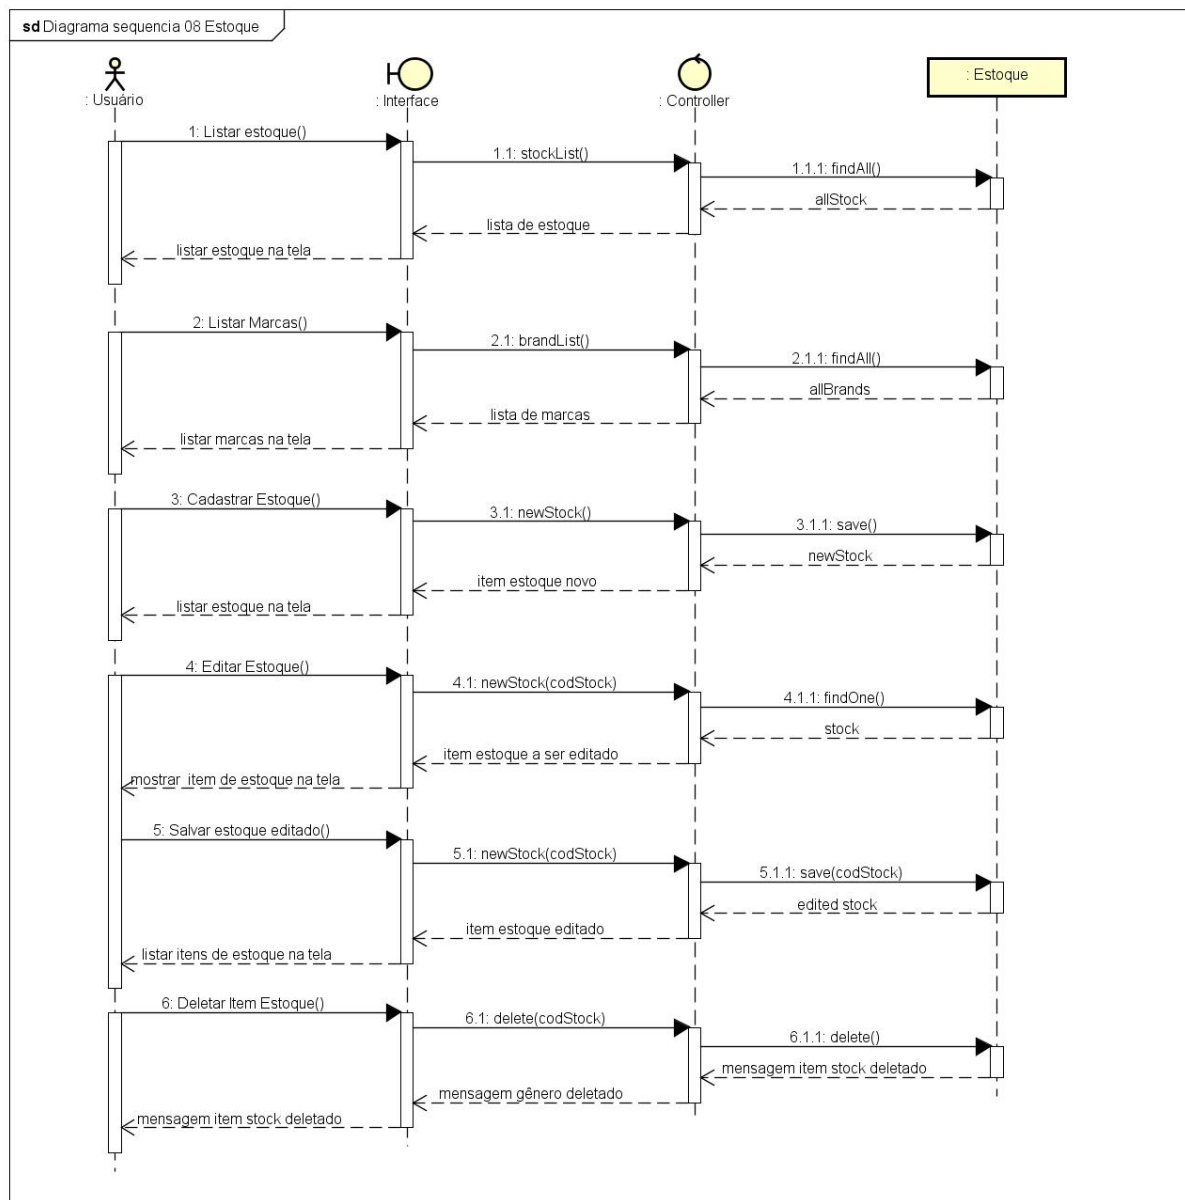 sd Diagrama sequencia 08 Estoque
: Usuário
: Interface
: Controller
: Estoque
1: Listar estoque()
1.1: stockList()
1.1.1: findAll()
allStock
lista de estoque
listar estoque na tela
2: Listar Marcas()
2.1: brandList()
2.1.1: findAll()
allBrands
lista de marcas
listar marcas na tela
3: Cadastrar Estoque()
3.1: newStock()
3.1.1: save()
newStock
item estoque novo
listar estoque na tela
4: Editar Estoque()
4.1: newStock(codStock)
4.1.1: findOne()
stock
item estoque a ser editado
mostrar  item de estoque na tela
5: Salvar estoque editado()
5.1: newStock(codStock)
5.1.1: save(codStock)
edited stock
item estoque editado
listar itens de estoque na tela
6: Deletar Item Estoque()
6.1: delete(codStock)
6.1.1: delete()
mensagem item stock deletado
mensagem gênero deletado
mensagem item stock deletado